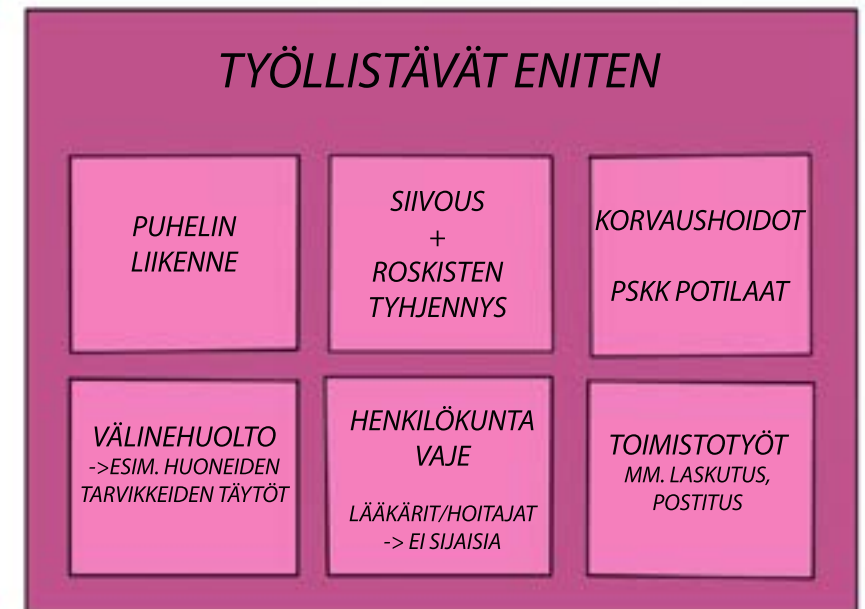 TYÖLLISTÄVÄT ENITEN
PUHELIN
LIIKENNE
SIIVOUS
+
ROSKISTEN
TYHJENNYS
KORVAUSHOIDOT
PSKK POTILAAT
VÄLINEHUOLTO
->ESIM. HUONEIDEN
TARVIKKEIDEN TÄYTÖT
HENKILÖKUNTA
VAJE
LÄÄKÄRIT/HOITAJAT
-> EI SIJAISIA
TOIMISTOTYÖT
MM. LASKUTUS,
POSTITUS